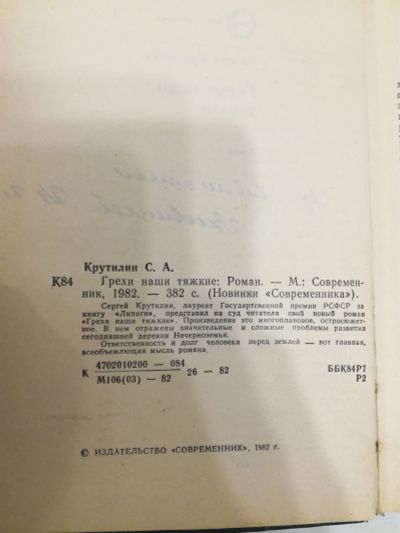 Крутилин С. А.
К84 Грехи наши тяжкие: Роман. — М.: Современ-
ник, 1982. — 382 с. (Новинки «Современника»).
Сергей Крутилин, лауреат Государственной премии РСФСР за
книгу «Липяги», представил на суд читателя свой новый роман
«Грехи наши тяжкие». Произведение это многоплановое, остросюжет-
ное. В нем отражены значительные и сложные проблемы развития
сегодняшней деревни Нечерноземья.
Ответственность и долг человека перед землей — вот главная,
всеобъемлющая мысль романа.
К 4702010200 — 084 26 — 82 ББК84Р7
М106(03) — 82 Р2
© ИЗДАТЕЛЬСТВО «СОВРЕМЕННИК», 1982 г.